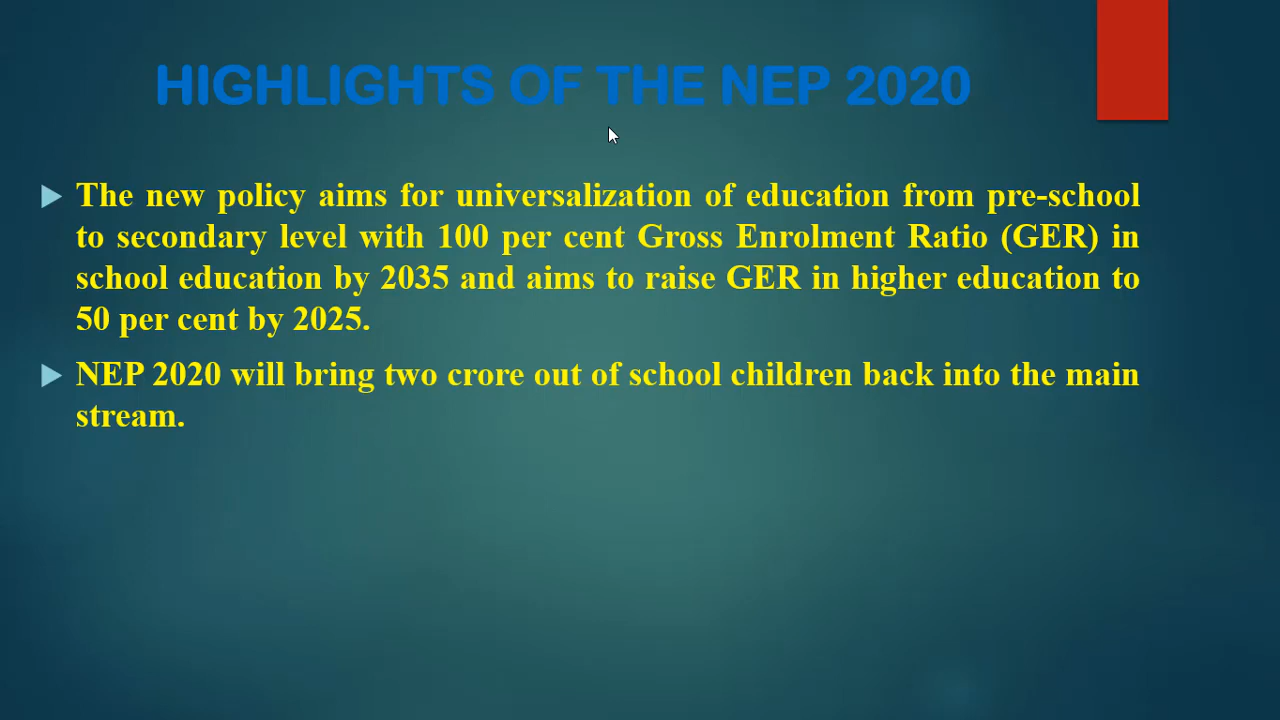 HIGHLIGHTS OF THE NEP 2020
The new policy aims for universalization of education from pre-school
to secondary level with 100 per cent Gross Enrolment Ratio (GER) in
school education by 2035 and aims to raise GER in higher education to
50 per cent by 2025.
NEP 2020 will bring two crore out of school children back into the main
stream.